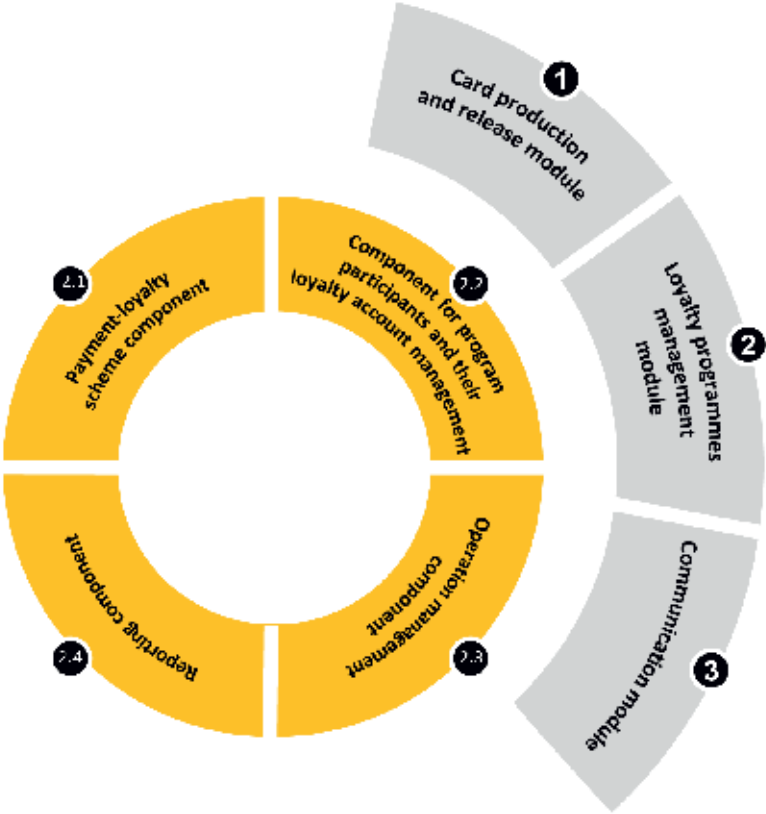 1
Card production
and release module
2
Loyalty programmes
management
module
3
Communication module
2.1
payment-loyalty
scheme component
2.2
Component for program
participants and their
loyalty account management
2.3
Operation management
component
2.4
Reporting component